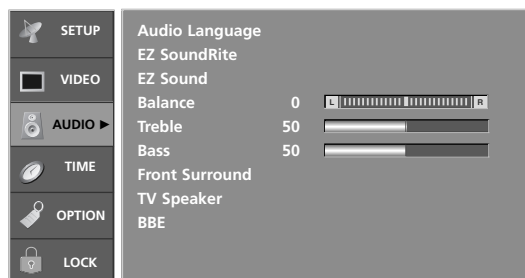 SETUP
VIDEO
AUDIO ►
TIME
OPTION
LOCK
Audio Language
EZ SoundRite
EZ Sound
Balance 0 L R
Treble 50
Bass 50
Front Surround
TV Speaker
BBE